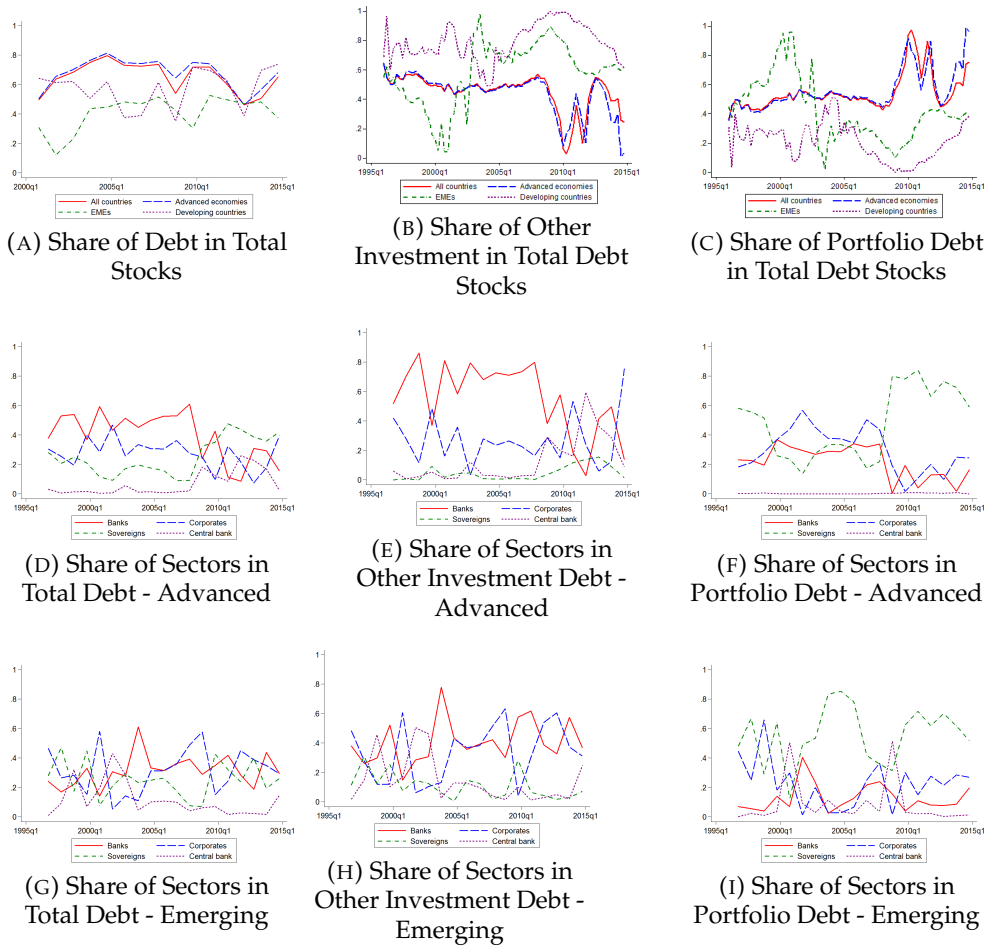 1
.8
.6
.4
.2
0
2000q1 2005q1 2010q1 2015q1
All countries Advanced economies
EMEs Developing countries
(A) Share of Debt in Total
Stocks
1
.8
.6
.4
.2
0
1995q1 2000q1 2005q1 2010q1 2015q1
All countries Advanced economies
EMEs Developing countries
(B) Share of Other
Investment in Total Debt
Stocks
1
.8
.6
.4
.2
0
1995q1 2000q1 2005q1 2010q1 2015q1
All countries Advanced economies
EMEs Developing countries
(C) Share of Portfolio Debt
in Total Debt Stocks
1
.8
.6
.4
.2
0
1995q1 2000q1 2005q1 2010q1 2015q1
Banks Corporates
Sovereigns Central bank
(D) Share of Sectors in
Total Debt - Advanced
1
.8
.6
.4
.2
0
1995q1 2000q1 2005q1 2010q1 2015q1
Banks Corporates
Sovereigns Central bank
(E) Share of Sectors in
Other Investment Debt -
Advanced
1
.8
.6
.4
.2
0
1995q1 2000q1 2005q1 2010q1 2015q1
Banks Corporates
Sovereigns Central bank
(F) Share of Sectors in
Portfolio Debt - Advanced
1
.8
.6
.4
.2
0
1995q1 2000q1 2005q1 2010q1 2015q1
Banks Corporates
Sovereigns Central bank
(G) Share of Sectors in
Total Debt - Emerging
1
.8
.6
.4
.2
0
1995q1 2000q1 2005q1 2010q1 2015q1
Banks Corporates
Sovereigns Central bank
(H) Share of Sectors in
Other Investment Debt -
Emerging
1
.8
.6
.4
.2
0
1995q1 2000q1 2005q1 2010q1 2015q1
Banks Corporates
Sovereigns Central bank
(I) Share of Sectors in
Portfolio Debt - Emerging